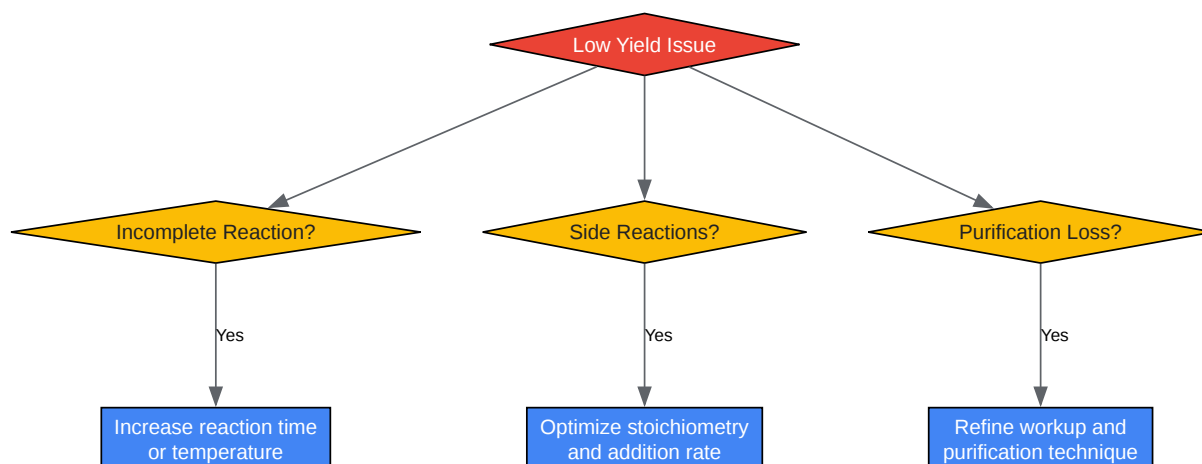 Low Yield Issue
Incomplete Reaction?
Side Reactions?
Purification Loss?
Yes
Yes
Yes
Increase reaction time
or temperature
Optimize stoichiometry
and addition rate
Refine workup and
purification technique